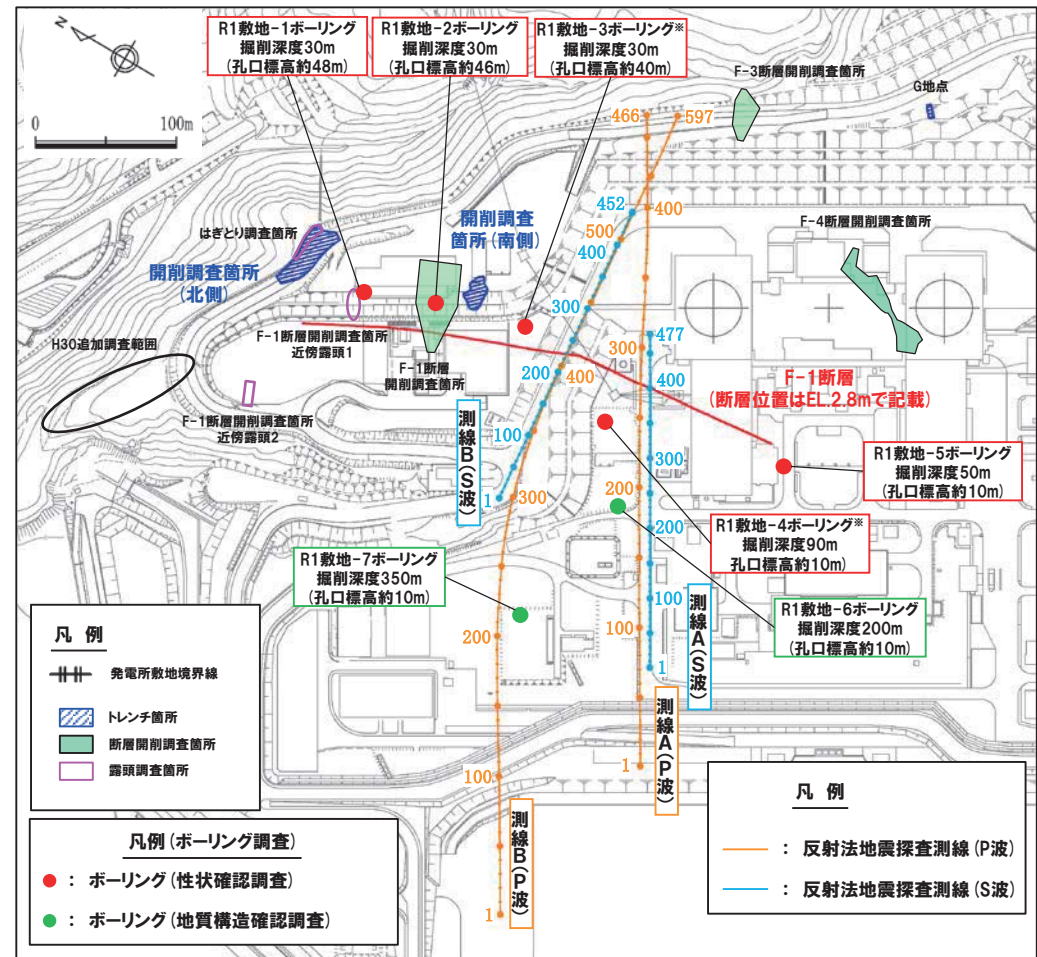 R1敷地-1ボーリング
掘削深度30m
(孔口標高約48m)
R1敷地-2ボーリング
掘削深度30m
(孔口標高約46m)
R1敷地-3ボーリング※
掘削深度30m
(孔口標高約40m)
N
0 100m
F-3断層開削調査箇所
G地点
466
597
はぎとり調査箇所
開削調査箇所
(北側)
開削調査
箇所(南側)
452
500
400
400
F-4断層開削調査箇所
300
H30追加調査範囲
F-1断層開削調査箇所
近傍露頭1
F-1断層
開削調査箇所
477
300
200
400
400
F-1断層
(断層位置はEL.2.8mで記載)
F-1断層開削調査箇所
近傍露頭2
100
測線B(S波)
1
300
300
200
200
R1敷地-5ボーリング
掘削深度50m
(孔口標高約10m)
R1敷地-4ボーリング※
掘削深度90m
孔口標高約10m)
R1敷地-7ボーリング
掘削深度350m
(孔口標高約10m)
R1敷地-6ボーリング
掘削深度200m
(孔口標高約10m)
200
100
100
測線A(S波)
1
測線A(P波)
1
100
測線B(P波)
1
凡 例
発電所敷地境界線
トレンチ箇所
断層開削調査箇所
露頭調査箇所
凡例(ボーリング調査)
: ボーリング(性状確認調査)
: ボーリング(地質構造確認調査)
凡 例
: 反射法地震探査測線(P波)
: 反射法地震探査測線(S波)